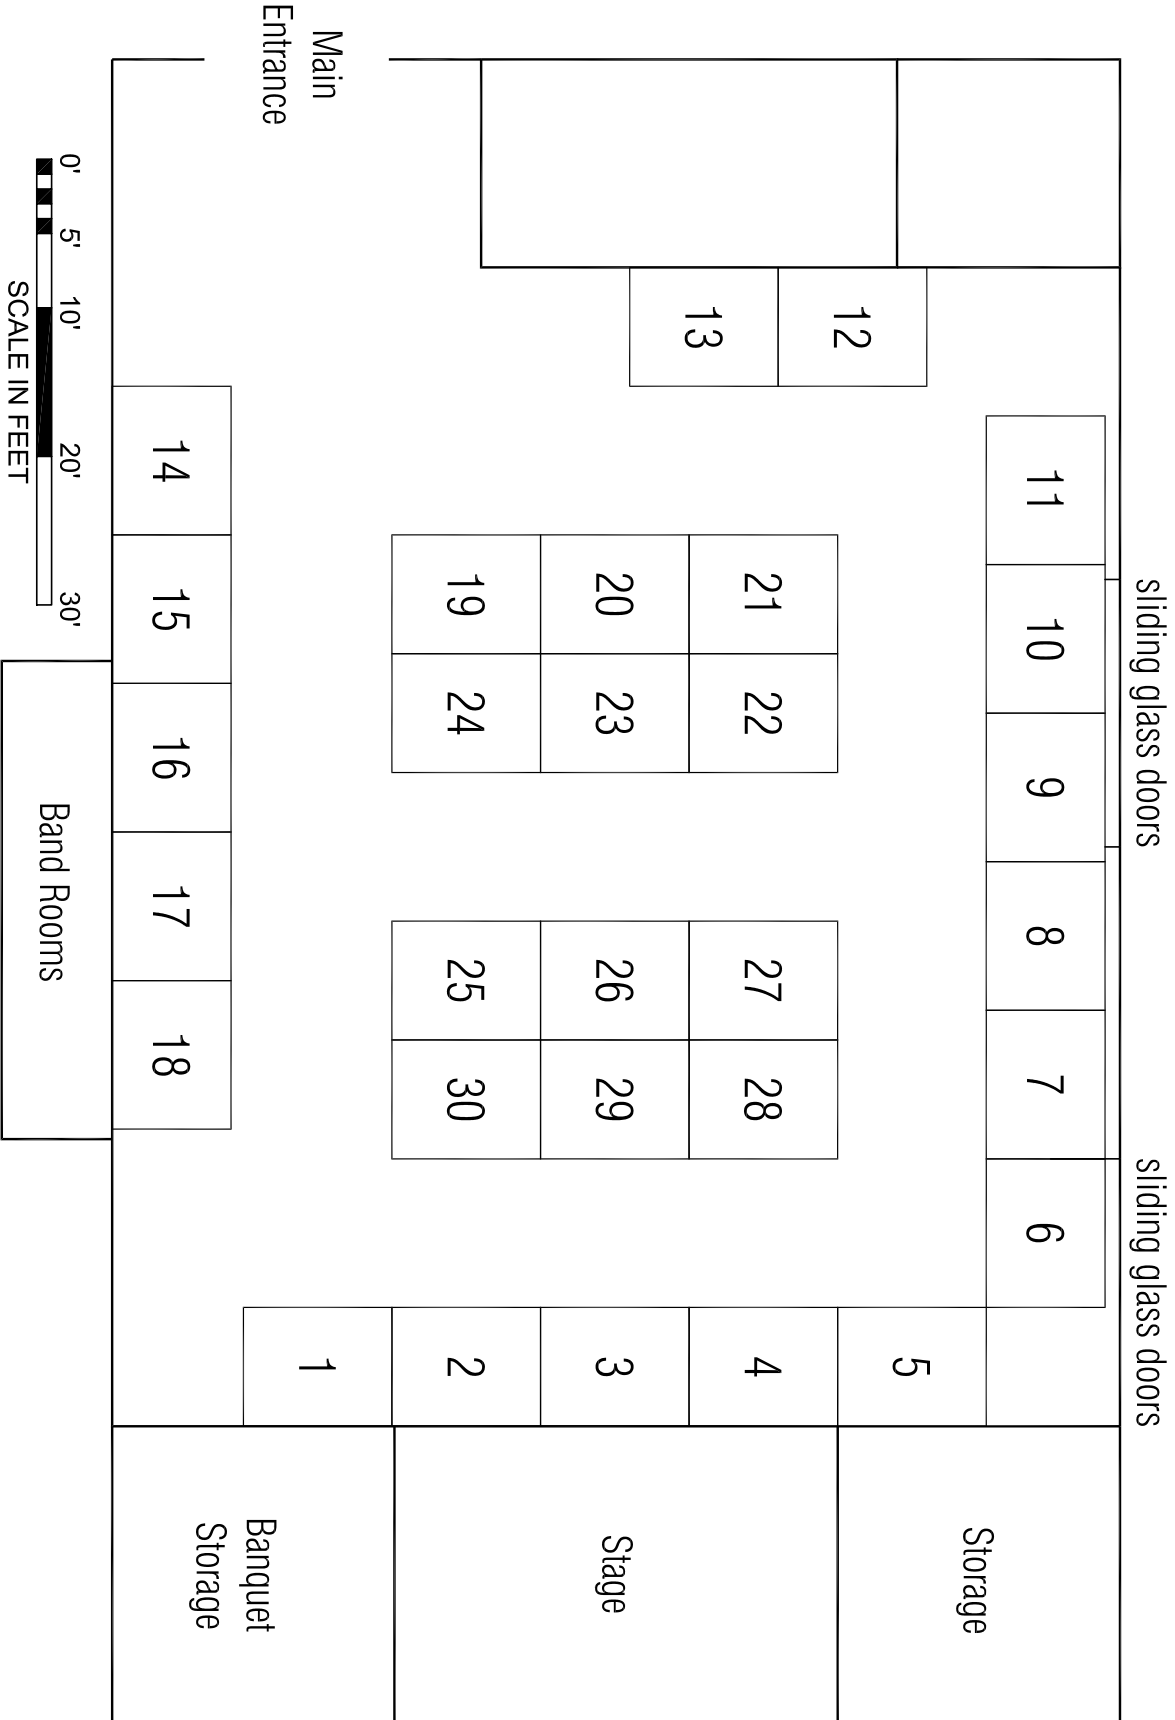 sliding glass doors
sliding glass doors
11 10 9 8 7 6
Storage
5
12
21 22 27 28 4
13
20 23 26 29 3
Stage
19 24 25 30 2
Main
Entrance
1
Banquet
Storage
14 15 16 17 18
0' 5' 10' 20' 30'
SCALE IN FEET
Band Rooms